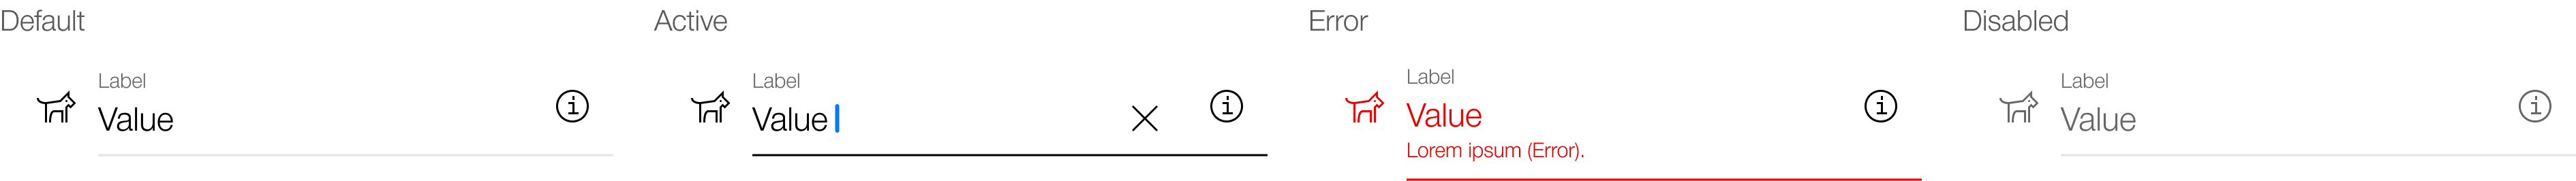 Default
Label
Value
Active
Label
Value
Error
Label
Value
Lorem ipsum (Error).
Disabled
Label
Value